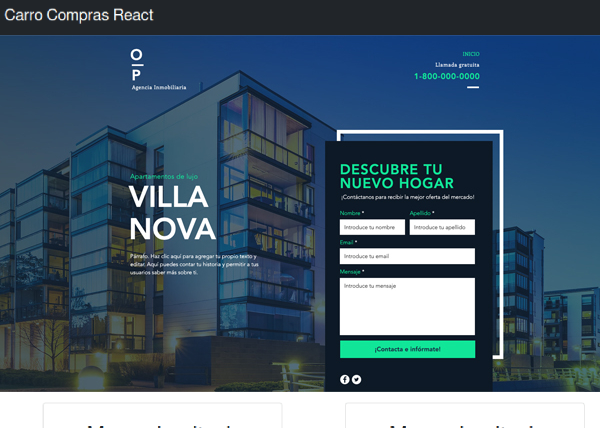 Carro Compras React
O
P
Agencia Inmobiliaria
INICIO
Llamada gratuita
1-800-000-0000
Apartamentos de lujo
VILLA
NOVA
Párrafo. Haz clic aquí para agregar tu propio texto y
editar. Aquí puedes contar tu historia y permitir a tus
usuarios saber más sobre ti.
DESCUBRE TU
NUEVO HOGAR
¡Contáctanos para recibir la mejor oferta del mercado!
Nombre * Apellido *
Introduce tu nombre Introduce tu apellido
Email *
Introduce tu email
Mensaje *
Introduce tu mensaje
¡Contacta e infórmate!